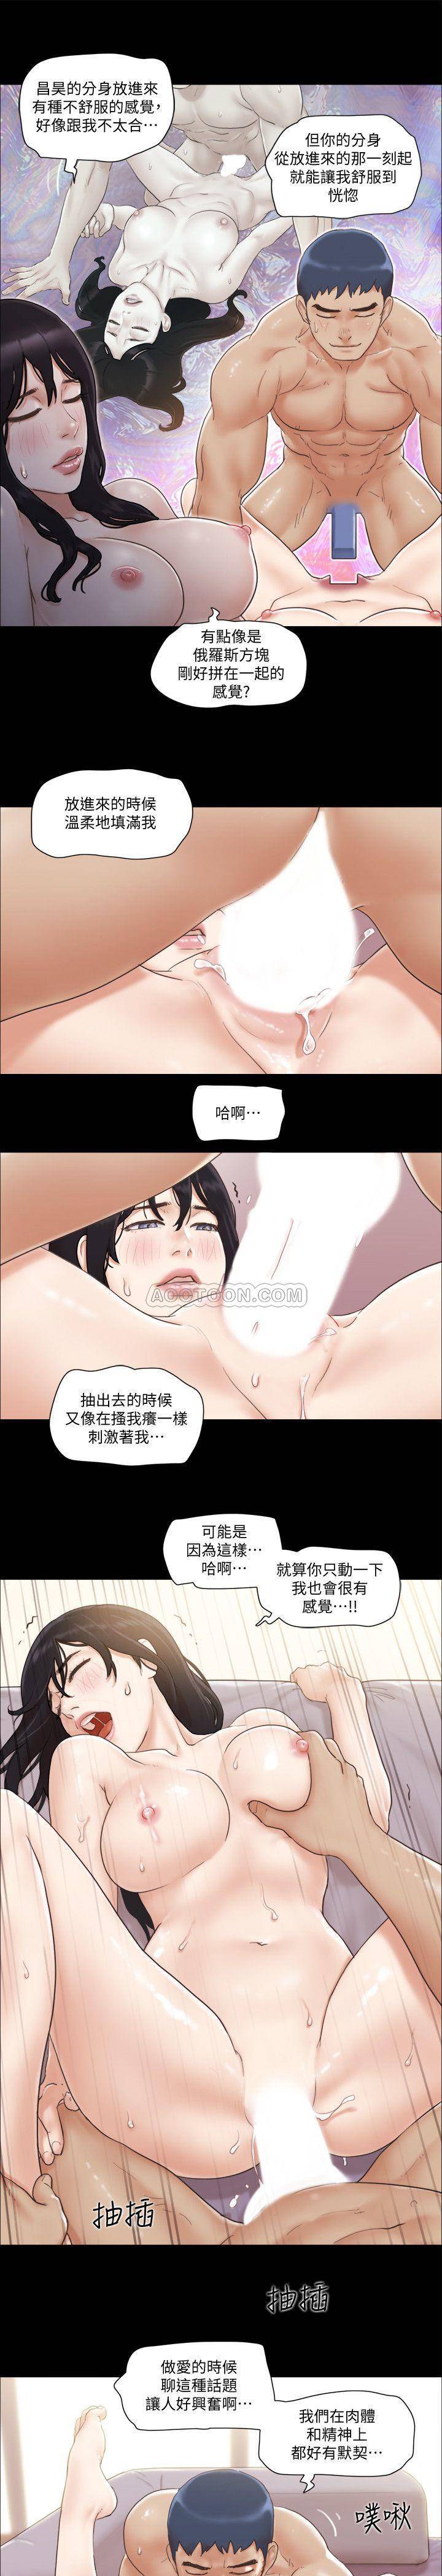 昌昊的分身放進來
有種不舒服的感覺，
好像跟我不太合…
但你的分身
從放進來的那一刻起
就能讓我舒服到
恍惚
有點像是
俄羅斯方塊
剛好拼在一起的
感覺?
放進來的時候
溫柔地填滿我
哈啊…
ACCTOON.COM
抽出去的時候
又像在搔我癢一樣
刺激著我…
可能是
因為這樣…
哈啊…
就算你只動一下
我也會很有
感覺…!!
抽插
抽插
做愛的時候
聊這種話題
讓人好興奮啊…
我們在肉體
和精神上
都好有默契…
噗啾